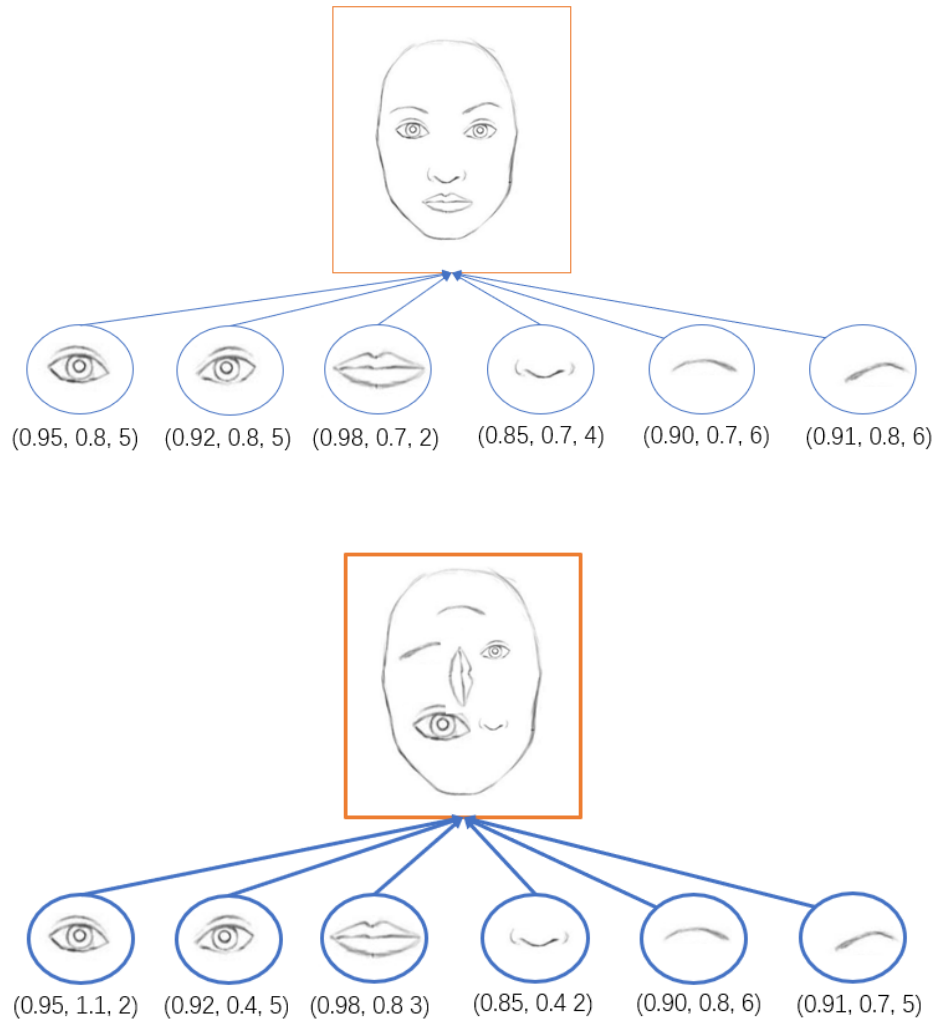 (0.95, 0.8, 5) (0.92, 0.8, 5) (0.98, 0.7, 2) (0.85, 0.7, 4) (0.90, 0.7, 6) (0.91, 0.8, 6)
(0.95, 1.1, 2) (0.92, 0.4, 5) (0.98, 0.8 3) (0.85, 0.4 2) (0.90, 0.8, 6) (0.91, 0.7, 5)